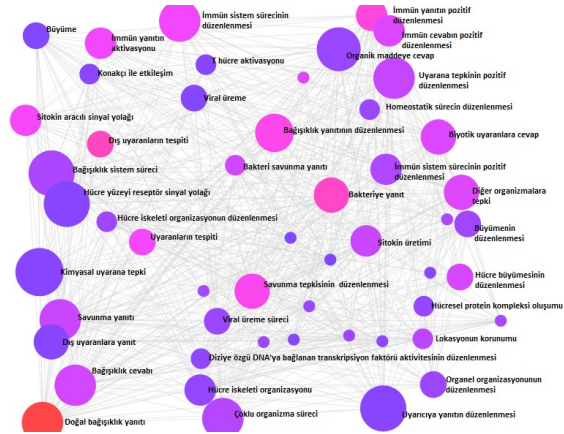 Büyüme
İmmün yanıtın
aktivasyonu
Konakçı ile etkileşim
Sitokin aracılı sinyal yolağı
Dış uyaranların tespiti
Bağışıklık sistem süreci
Hücre yüzeyi reseptör sinyal yolağı
Hücre iskeleti organizasyonun düzenlenmesi
Uyaranların tespiti
Kimyasal uyarana tepki
Savunma yanıtı
Dış uyaranlara yanıt
Bağışıklık cevabı
Doğal bağışıklık yanıtı
İmmün sistem sürecinin
düzenlenmesi
T hücre aktivasyonu
Viral üreme
Bağışıklık yanıtının düzenlenmesi
Bakteri savunma yanıtı
Bakteriye yanıt
Sitokin üretimi
Savunma tepkisinin düzenlenmesi
Viral üreme süreci
Diziye özgü DNA'ya bağlanan transkripsiyon faktörü aktivitesinin düzenlenmesi
Hücre iskeleti organizasyonu
Çoklu organizma süreci
İmmün yanıtın pozitif
düzenlenmesi
İmmün cevabın pozitif
düzenlenmesi
Organik maddeye cevap
Uyarana tepkinin pozitif
düzenlenmesi
Homeostatik sürecin düzenlenmesi
Biyotik uyaranlara cevap
İmmün sistem sürecinin pozitif
düzenlenmesi
Diğer organizmalara
tepki
Büyümenin
düzenlenmesi
Hücre büyümesinin
düzenlenmesi
Hücresel protein kompleksi oluşumu
Lokasyonun korunumu
Organel organizasyonunun
düzenlenmesi
Uyarıcıya yanıtın düzenlenmesi